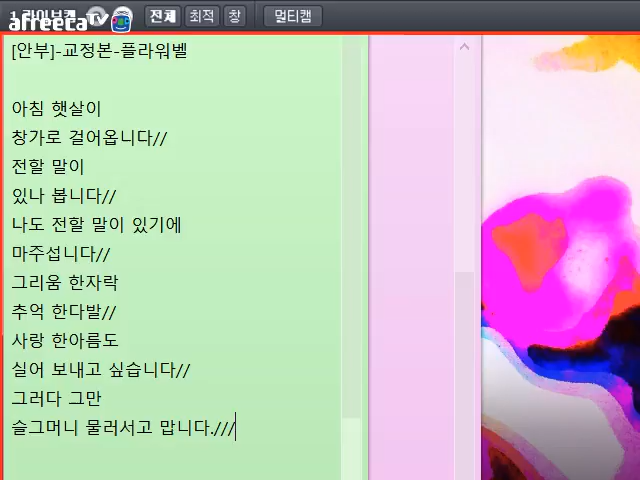 afreecaTV
전체 최적 창 멀티캠
[안부]-교정본-플라워벨
아침 햇살이
창가로 걸어옵니다//
전할 말이
있나 봅니다//
나도 전할 말이 있기에
마주섭니다//
그리움 한자락
추억 한다발//
사랑 한아름도
실어 보내고 싶습니다//
그러다 그만
슬그머니 물러서고 맙니다.///